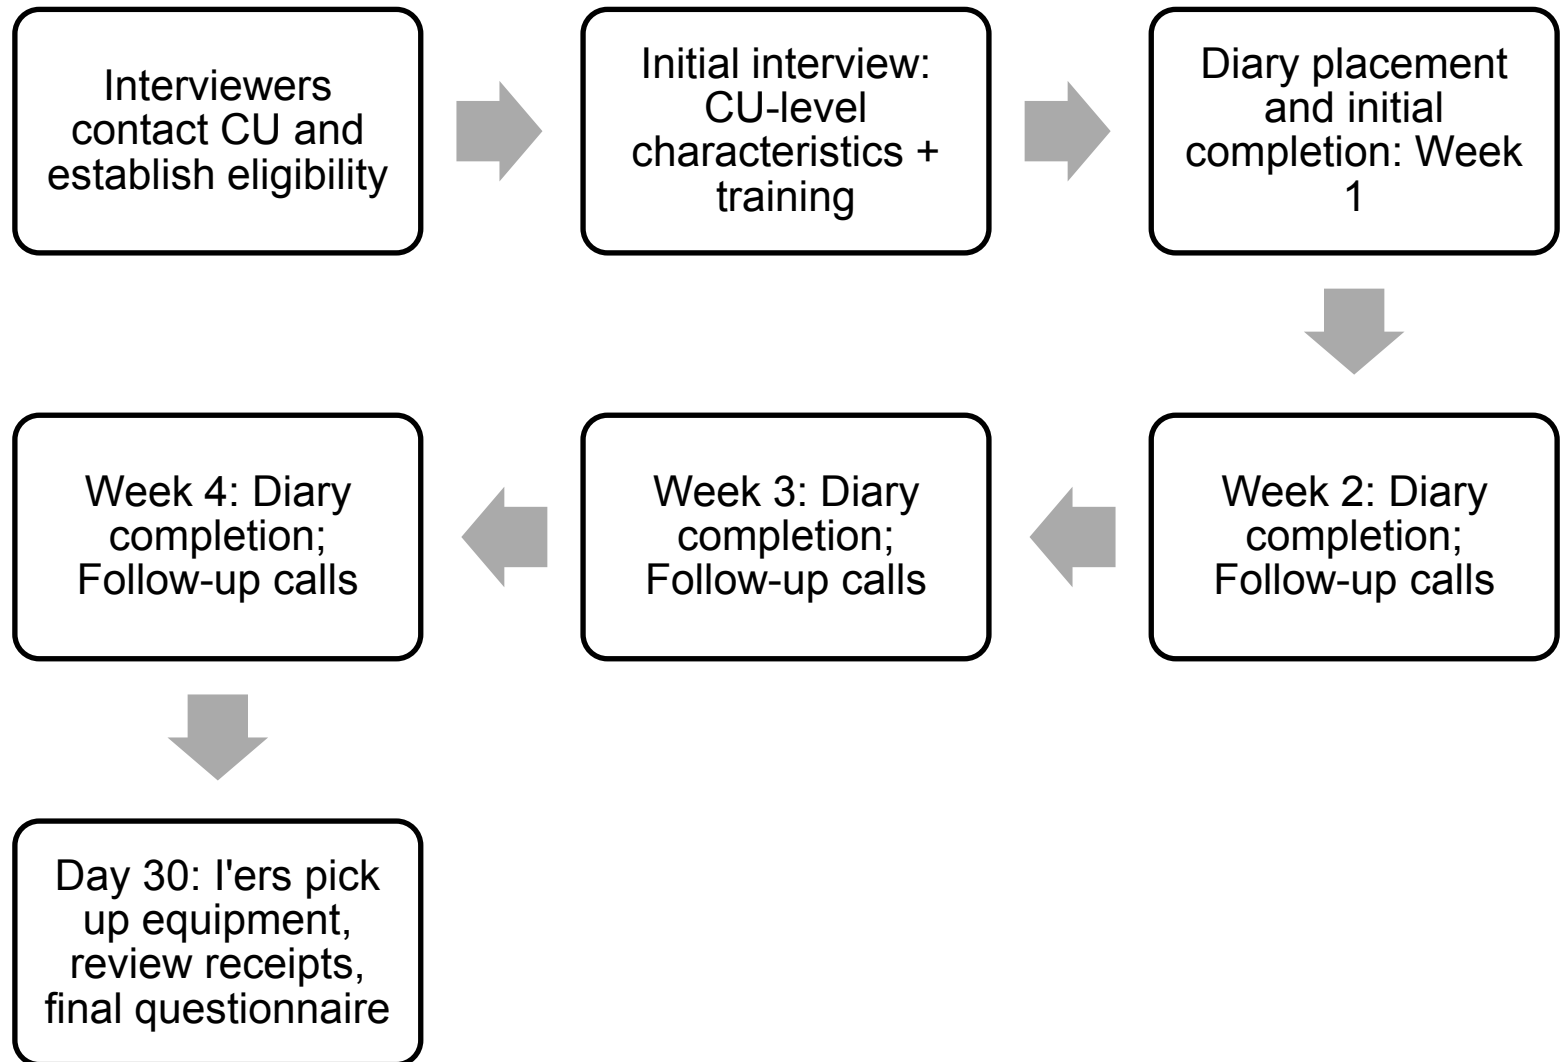 Interviewers
contact CU and
establish eligibility
Initial interview:
CU-level
characteristics +
training
Diary placement
and initial
completion: Week
1
Week 2: Diary
completion;
Follow-up calls
Week 3: Diary
completion;
Follow-up calls
Week 4: Diary
completion;
Follow-up calls
Day 30: I'ers pick
up equipment,
review receipts,
final questionnaire